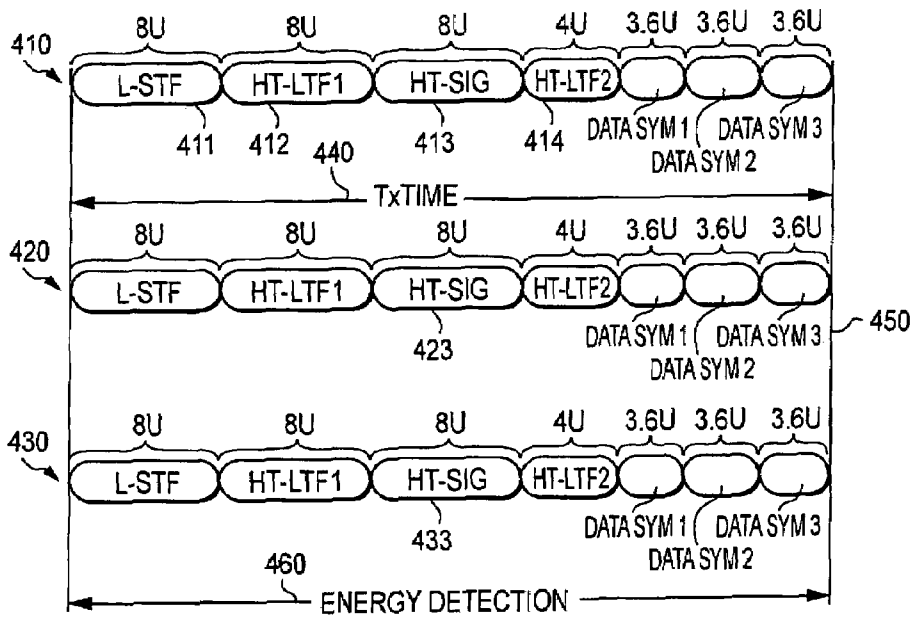 8U 8U 8U 4U 3.6U 3.6U 3.6U
410
L-STF HT-LTF1 HT-SIG HT-LTF2
411 412 413 414 DATA SYM 1 DATA SYM 3
440 DATA SYM 2
TxTIME
8U 8U 8U 4U 3.6U 3.6U 3.6U
420
L-STF HT-LTF1 HT-SIG HT-LTF2
450
423 DATA SYM 1 DATA SYM 3
DATA SYM 2
8U 8U 8U 4U 3.6U 3.6U 3.6U
430
L-STF HT-LTF1 HT-SIG HT-LTF2
433 DATA SYM 1 DATA SYM 3
460 DATA SYM 2
ENERGY DETECTION